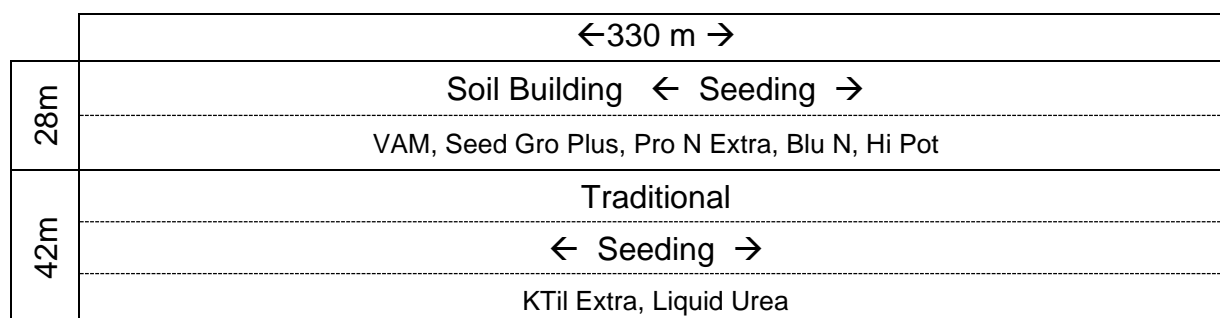 ←330 m →
28m
Soil Building ← Seeding →
VAM, Seed Gro Plus, Pro N Extra, Blu N, Hi Pot
42m
Traditional
← Seeding →
KTil Extra, Liquid Urea